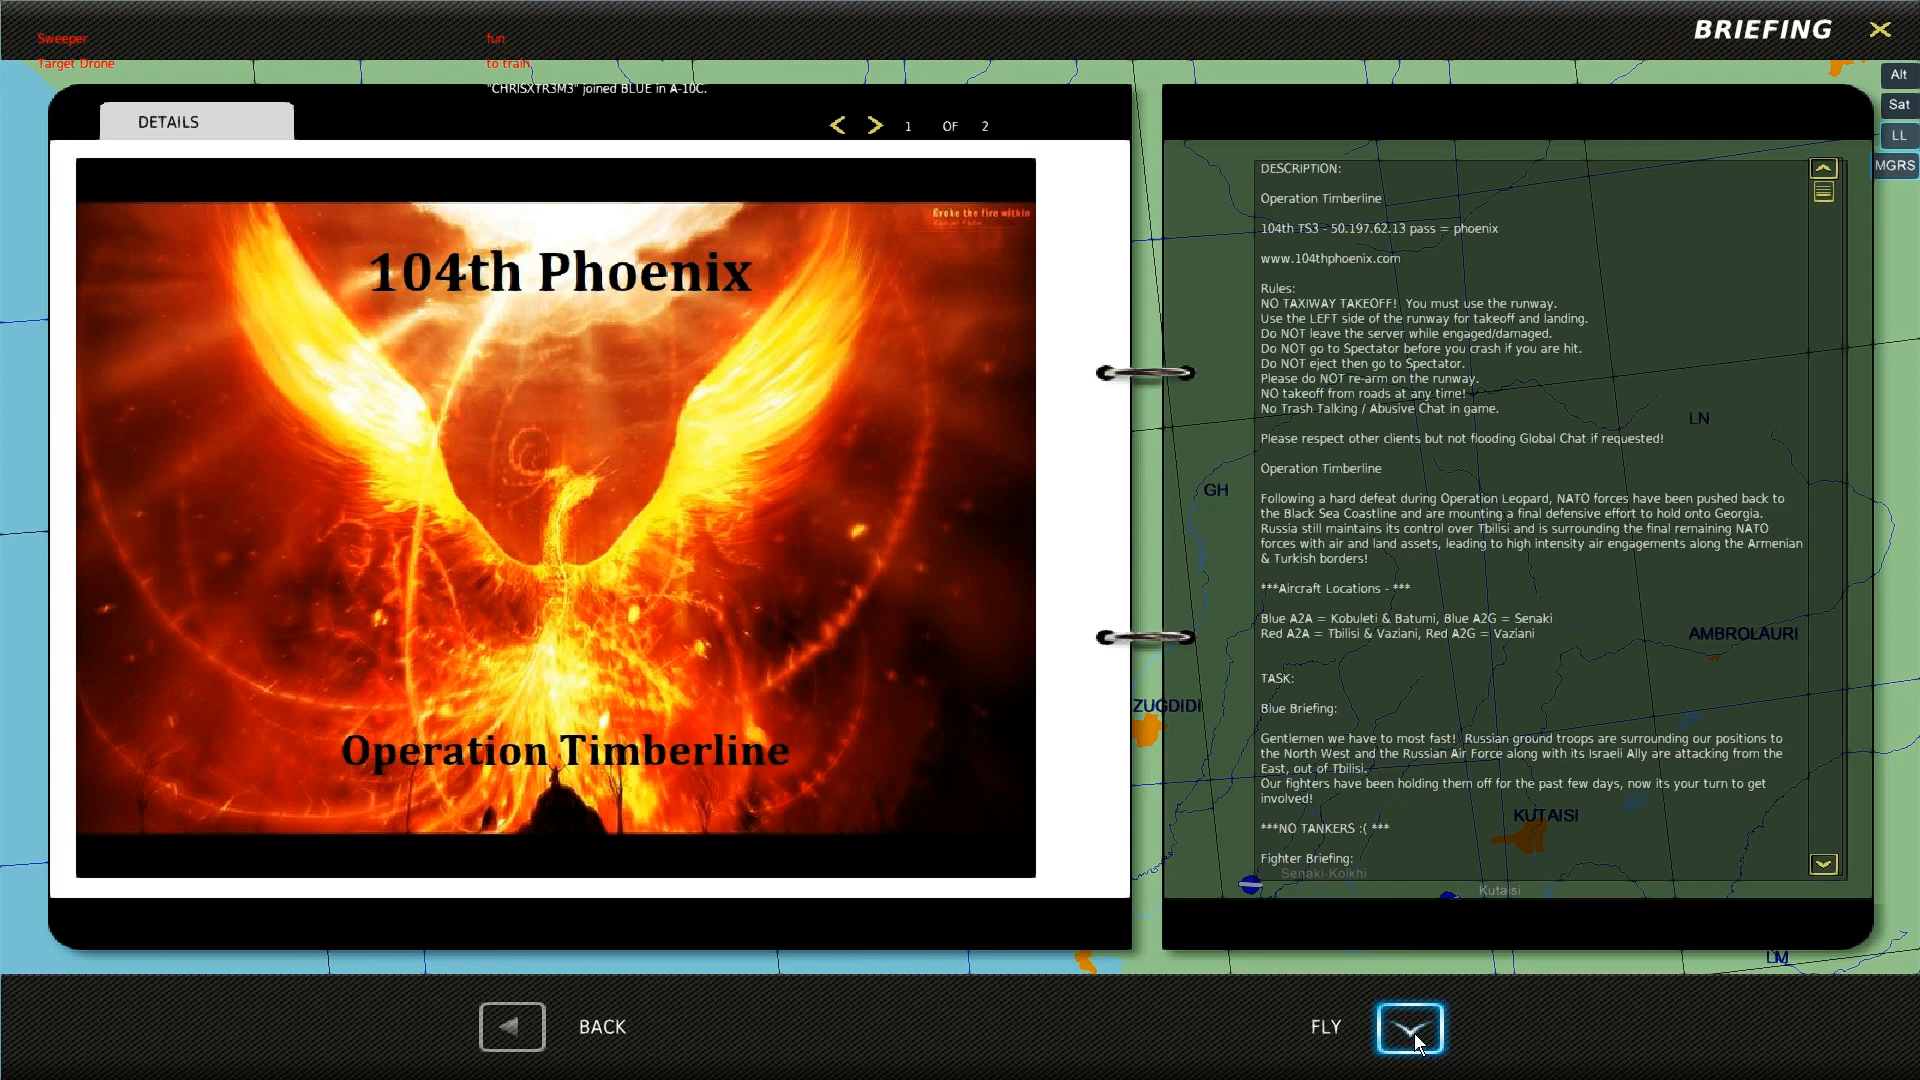 BRIEFING
Sweeper
Target Drone
fun
to train
"CHRISXTR3M3" joined BLUE in A-10C.
Alt
Sat
LL
MGRS
DETAILS
1 OF 2
Evoke the fire within
104th Phoenix
Operation Timberline
DESCRIPTION:
Operation Timberline
104th TS3 - 50.197.62.13 pass = phoenix
www.104thphoenix.com
Rules:
NO TAXIWAY TAKEOFF! You must use the runway.
Use the LEFT side of the runway for takeoff and landing.
Do NOT leave the server while engaged/damaged.
Do NOT go to Spectator before you crash if you are hit.
Do NOT eject then go to Spectator.
Please do NOT re-arm on the runway.
NO takeoff from roads at any time!
No Trash Talking / Abusive Chat in game.
Please respect other clients but not flooding Global Chat if requested!
Operation Timberline
Following a hard defeat during Operation Leopard, NATO forces have been pushed back to
the Black Sea Coastline and are mounting a final defensive effort to hold onto Georgia.
Russia still maintains its control over Tbilisi and is surrounding the final remaining NATO
forces with air and land assets, leading to high intensity air engagements along the Armenian
& Turkish borders!
***Aircraft Locations - ***
Blue A2A = Kobuleti & Batumi, Blue A2G = Senaki
Red A2A = Tbilisi & Vaziani, Red A2G = Vaziani
TASK:
Blue Briefing:
Gentlemen we have to most fast! Russian ground troops are surrounding our positions to
the North West and the Russian Air Force along with its Israeli Ally are attacking from the
East, out of Tbilisi.
Our fighters have been holding them off for the past few days, now its your turn to get
involved!
***NO TANKERS :( ***
Fighter Briefing:
Senaki-Kolkhi
Kutaisi
LN
GH
AMBROLAURI
ZUGDIDI
KUTAISI
LM
BACK
FLY